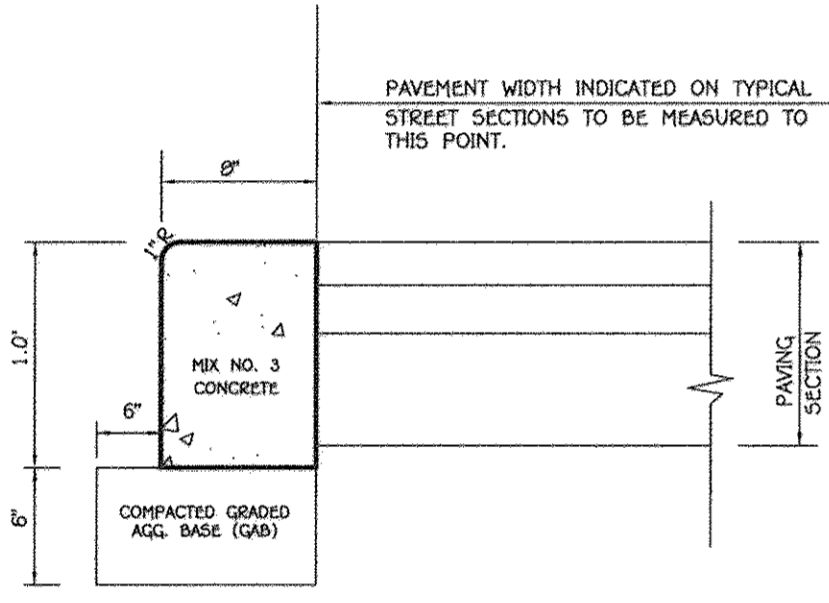 PAVEMENT WIDTH INDICATED ON TYPICAL
STREET SECTIONS TO BE MEASURED TO
THIS POINT.
8"
1" R
1.0'
MIX NO. 3
CONCRETE
6"
PAVING
SECTION
6"
COMPACTED GRADED
AGG. BASE (GAB)